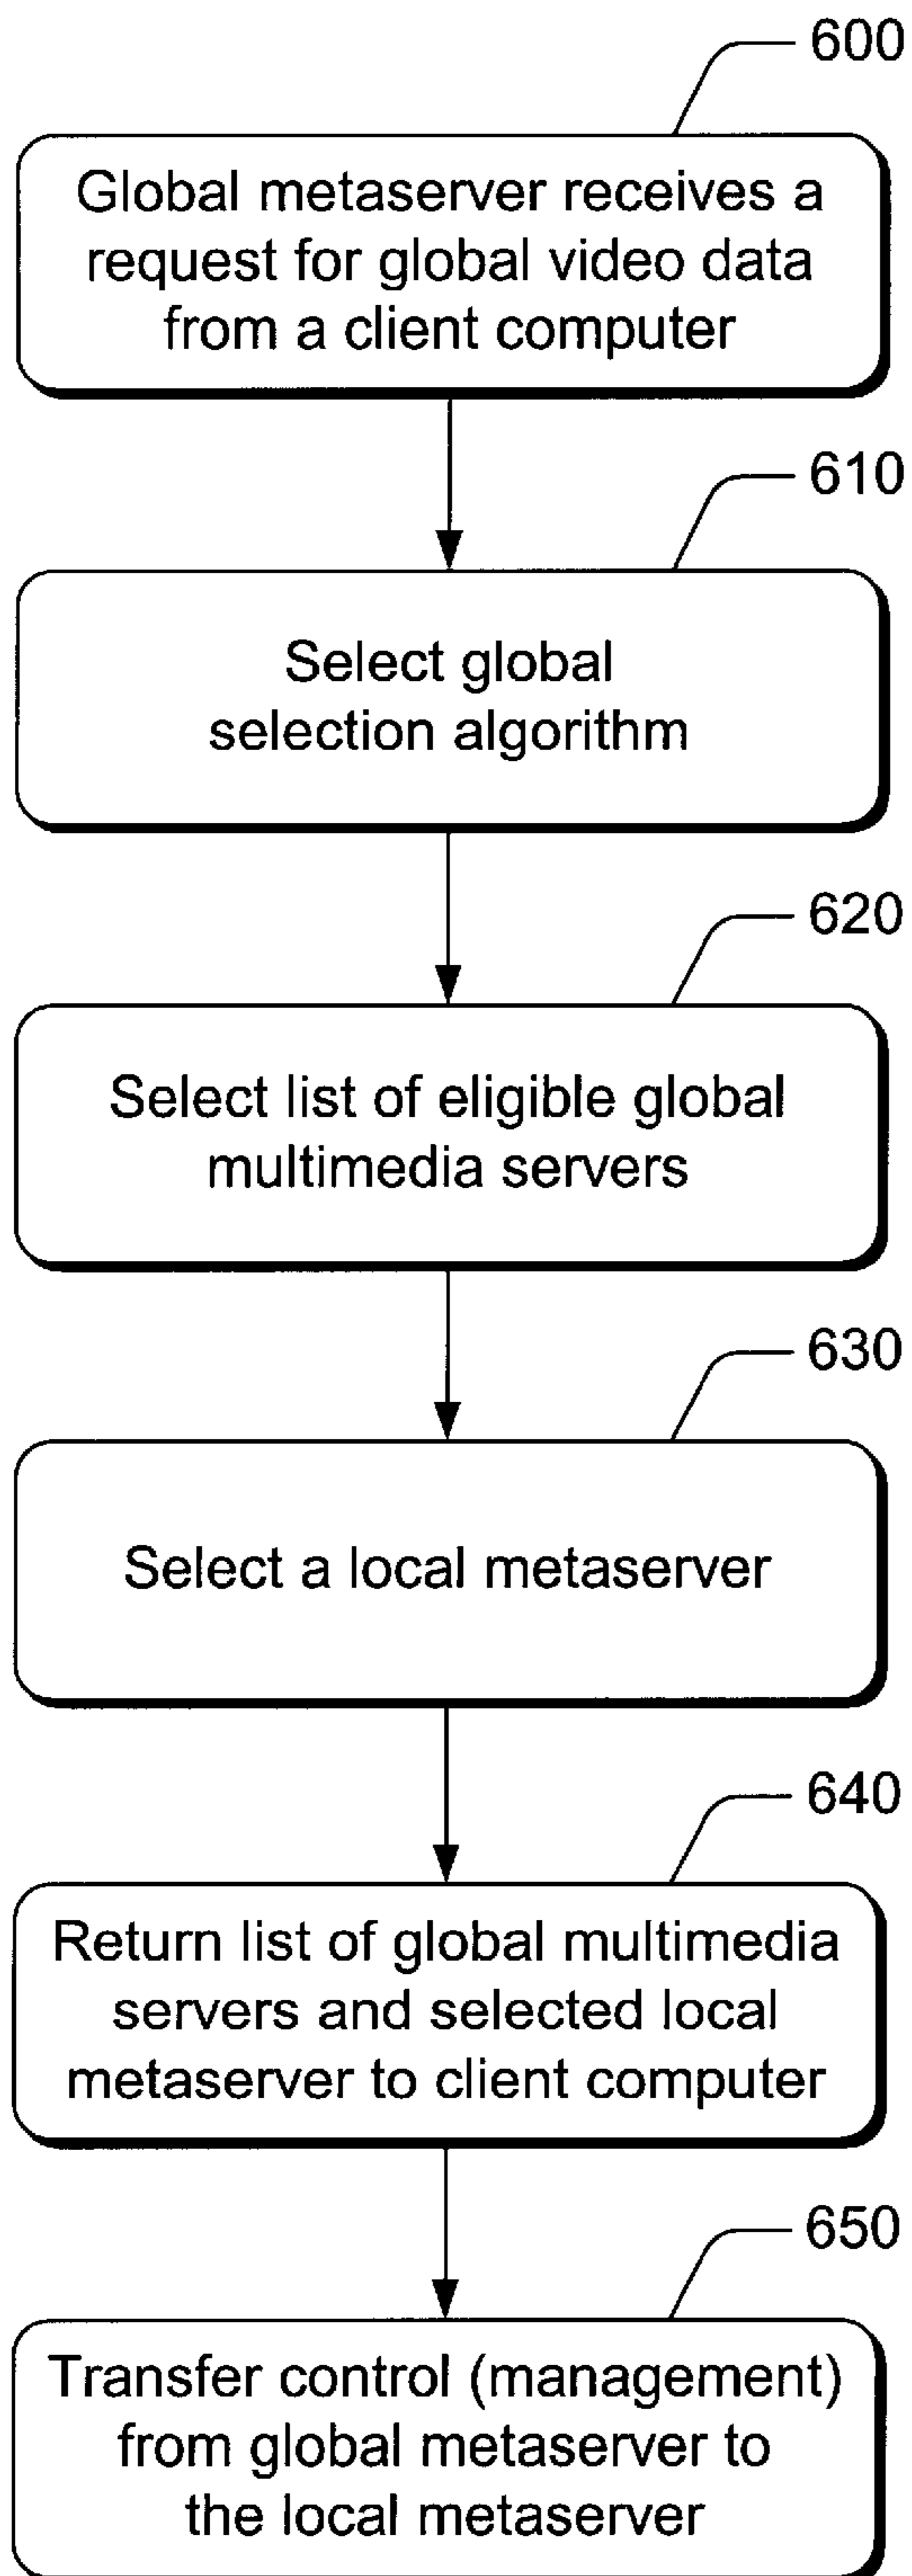 600
Global metaserver receives a
request for global video data
from a client computer
610
Select global
selection algorithm
620
Select list of eligible global
multimedia servers
630
Select a local metaserver
640
Return list of global multimedia
servers and selected local
metaserver to client computer
650
Transfer control (management)
from global metaserver to
the local metaserver